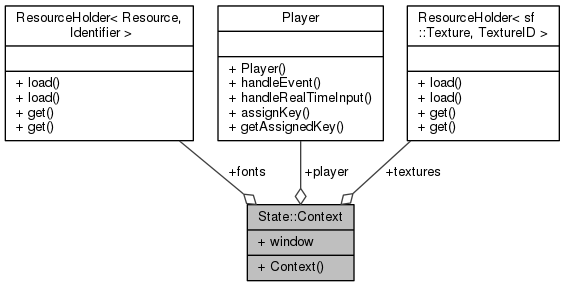 ResourceHolder< Resource,
Identifier >
+ load()
+ load()
+ get()
+ get()
Player
+ Player()
+ handleEvent()
+ handleRealTimeInput()
+ assignKey()
+ getAssignedKey()
ResourceHolder< sf
::Texture, TextureID >
+ load()
+ load()
+ get()
+ get()
+fonts
+player
+textures
State::Context
+ window
+ Context()